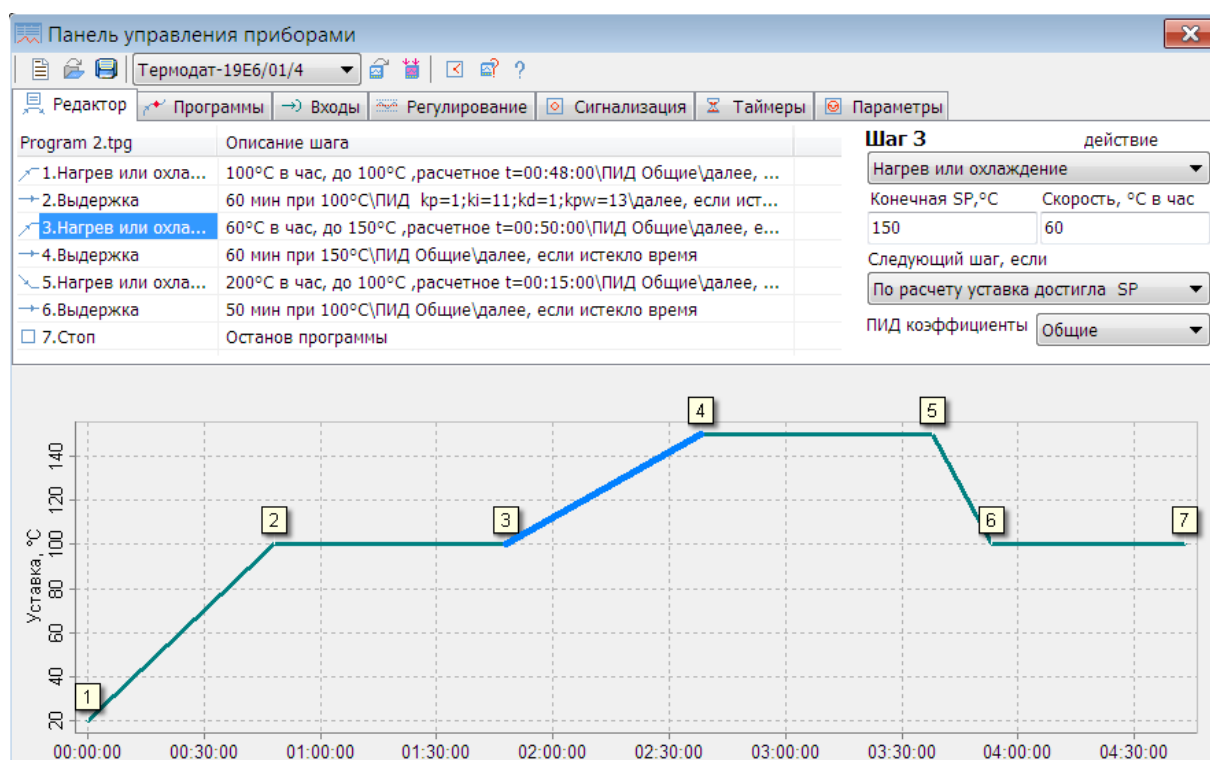 Панель управления приборами
Термодат-19E6/01/4
Редактор Программы Входы Регулирование Сигнализация Таймеры Параметры
Program 2.tpg Описание шага
1.Нагрев или охла... 100°C в час, до 100°C ,расчетное t=00:48:00\ПИД Общие\далее, ...
2.Выдержка 60 мин при 100°C\ПИД kp=1;ki=11;kd=1;kpw=13\далее, если ист...
3.Нагрев или охла... 60°C в час, до 150°C ,расчетное t=00:50:00\ПИД Общие\далее, е...
4.Выдержка 60 мин при 150°C\ПИД Общие\далее, если истекло время
5.Нагрев или охла... 200°C в час, до 100°C ,расчетное t=00:15:00\ПИД Общие\далее, ...
6.Выдержка 50 мин при 100°C\ПИД Общие\далее, если истекло время
7.Стоп Останов программы
Шаг 3 действие
Нагрев или охлаждение
Конечная SP,°C Скорость, °C в час
150 60
Следующий шаг, если
По расчету уставка достигла SP
ПИД коэффициенты Общие
Уставка, °C
140
120
100
80
60
40
20
1
2
3
4
5
6
7
00:00:00 00:30:00 01:00:00 01:30:00 02:00:00 02:30:00 03:00:00 03:30:00 04:00:00 04:30:00